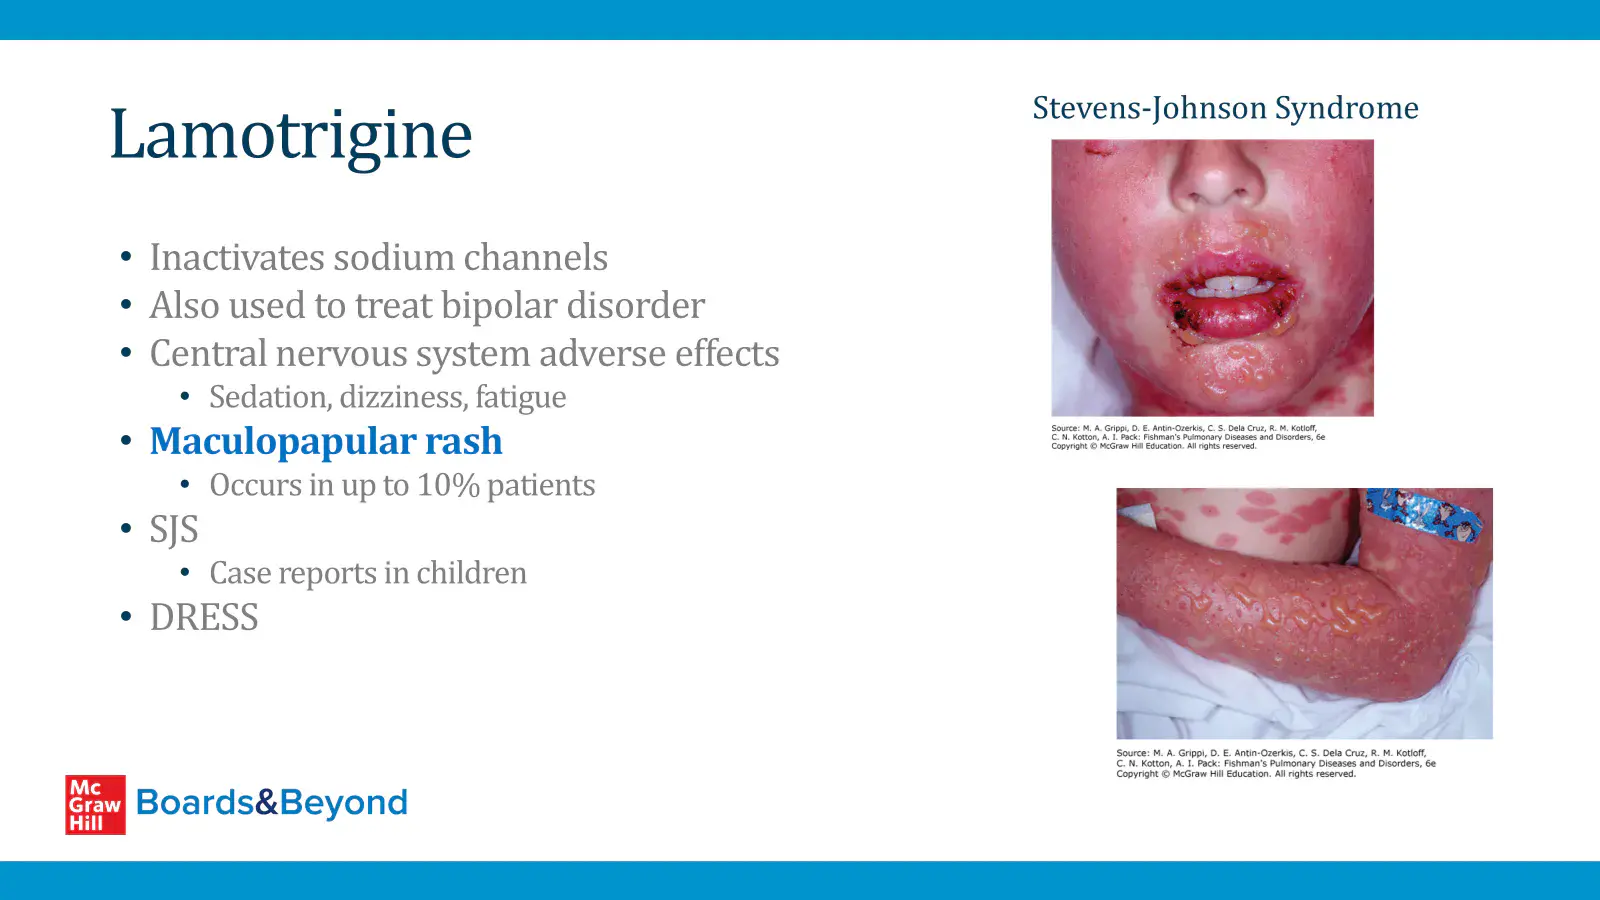 Lamotrigine
• Inactivates sodium channels
• Also used to treat bipolar disorder
• Central nervous system adverse effects
• Sedation, dizziness, fatigue
• Maculopapular rash
• Occurs in up to 10% patients
• SJS
• Case reports in children
• DRESS
Stevens-Johnson Syndrome
Source: M. A. Grippi, D. E. Antin-Ozerkis, C. S. Dela Cruz, R. M. Kotloff,
C. N. Kotton, A. I. Pack: Fishman's Pulmonary Diseases and Disorders, 6e
Copyright © McGraw Hill Education. All rights reserved.
Source: M. A. Grippi, D. E. Antin-Ozerkis, C. S. Dela Cruz, R. M. Kotloff,
C. N. Kotton, A. I. Pack: Fishman's Pulmonary Diseases and Disorders, 6e
Copyright © McGraw Hill Education. All rights reserved.
Mc
Graw
Hill
Boards&Beyond